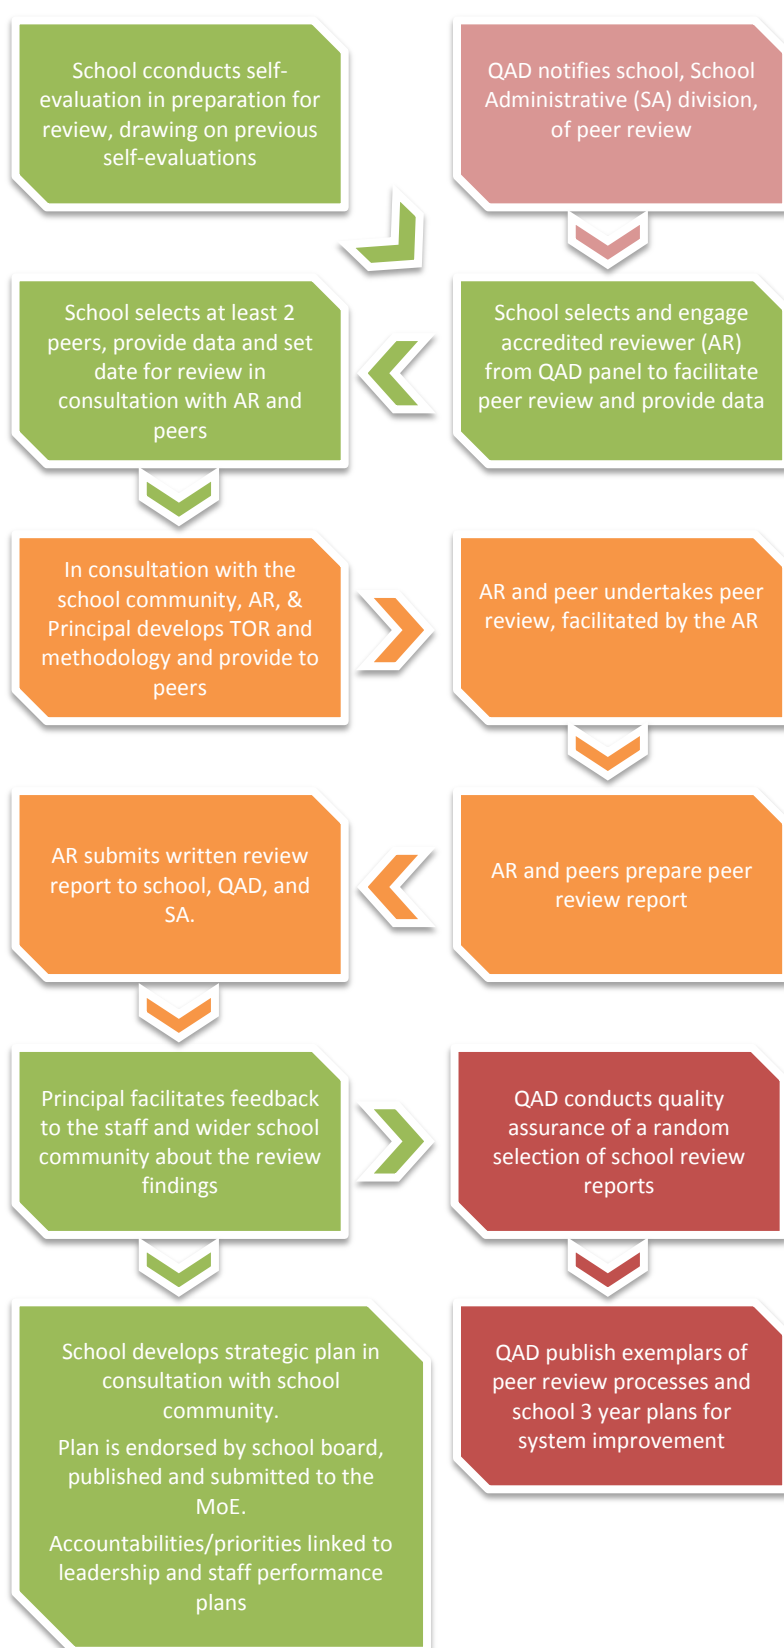 School cconducts self-
evaluation in preparation for
review, drawing on previous
self-evaluations
QAD notifies school, School
Administrative (SA) division,
of peer review
School selects at least 2
peers, provide data and set
date for review in
consultation with AR and
peers
School selects and engage
accredited reviewer (AR)
from QAD panel to facilitate
peer review and provide data
In consultation with the
school community, AR, &
Principal develops TOR and
methodology and provide to
peers
AR and peer undertakes peer
review, facilitated by the AR
AR submits written review
report to school, QAD, and
SA.
AR and peers prepare peer
review report
Principal facilitates feedback
to the staff and wider school
community about the review
findings
QAD conducts quality
assurance of a random
selection of school review
reports
School develops strategic plan in
consultation with school
community.
Plan is endorsed by school board,
published and submitted to the
MoE.
Accountabilities/priorities linked to
leadership and staff performance
plans
QAD publish exemplars of
peer review processes and
school 3 year plans for
system improvement